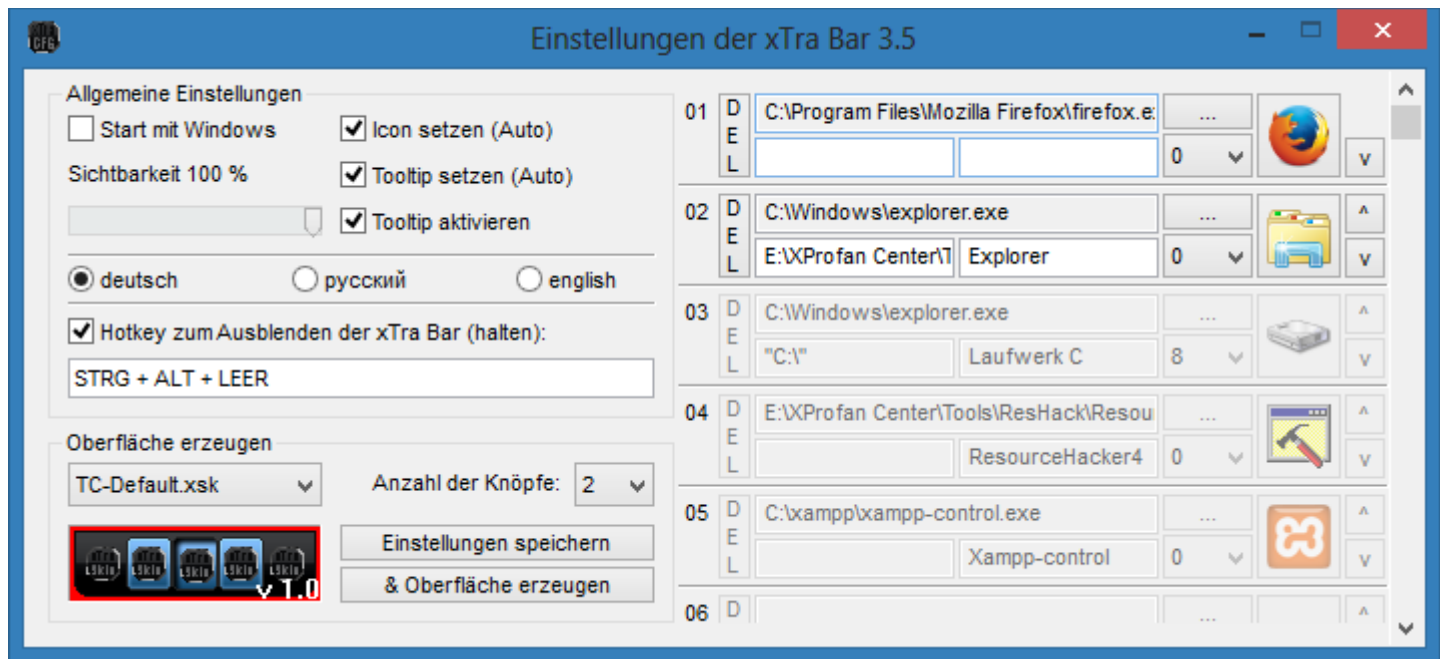 Einstellungen der xTra Bar 3.5
Allgemeine Einstellungen
Start mit Windows
Icon setzen (Auto)
Sichtbarkeit 100 %
Tooltip setzen (Auto)
Tooltip aktivieren
deutsch
русский
english
Hotkey zum Ausblenden der xTra Bar (halten):
STRG + ALT + LEER
Oberfläche erzeugen
TC-Default.xsk
Anzahl der Knöpfe: 2
v 1.0
Einstellungen speichern
& Oberfläche erzeugen
01 DEL C:\Program Files\Mozilla Firefox\firefox.e ...
0 v
02 DEL C:\Windows\explorer.exe ... ^
E:\XProfan Center\T Explorer 0 v
03 DEL C:\Windows\explorer.exe ... ^
"C:\" Laufwerk C 8 v
04 DEL E:\XProfan Center\Tools\ResHack\Resou ... ^
ResourceHacker4 0 v
05 DEL C:\xampp\xampp-control.exe ... ^
Xampp-control 0 v
06 D ... ^